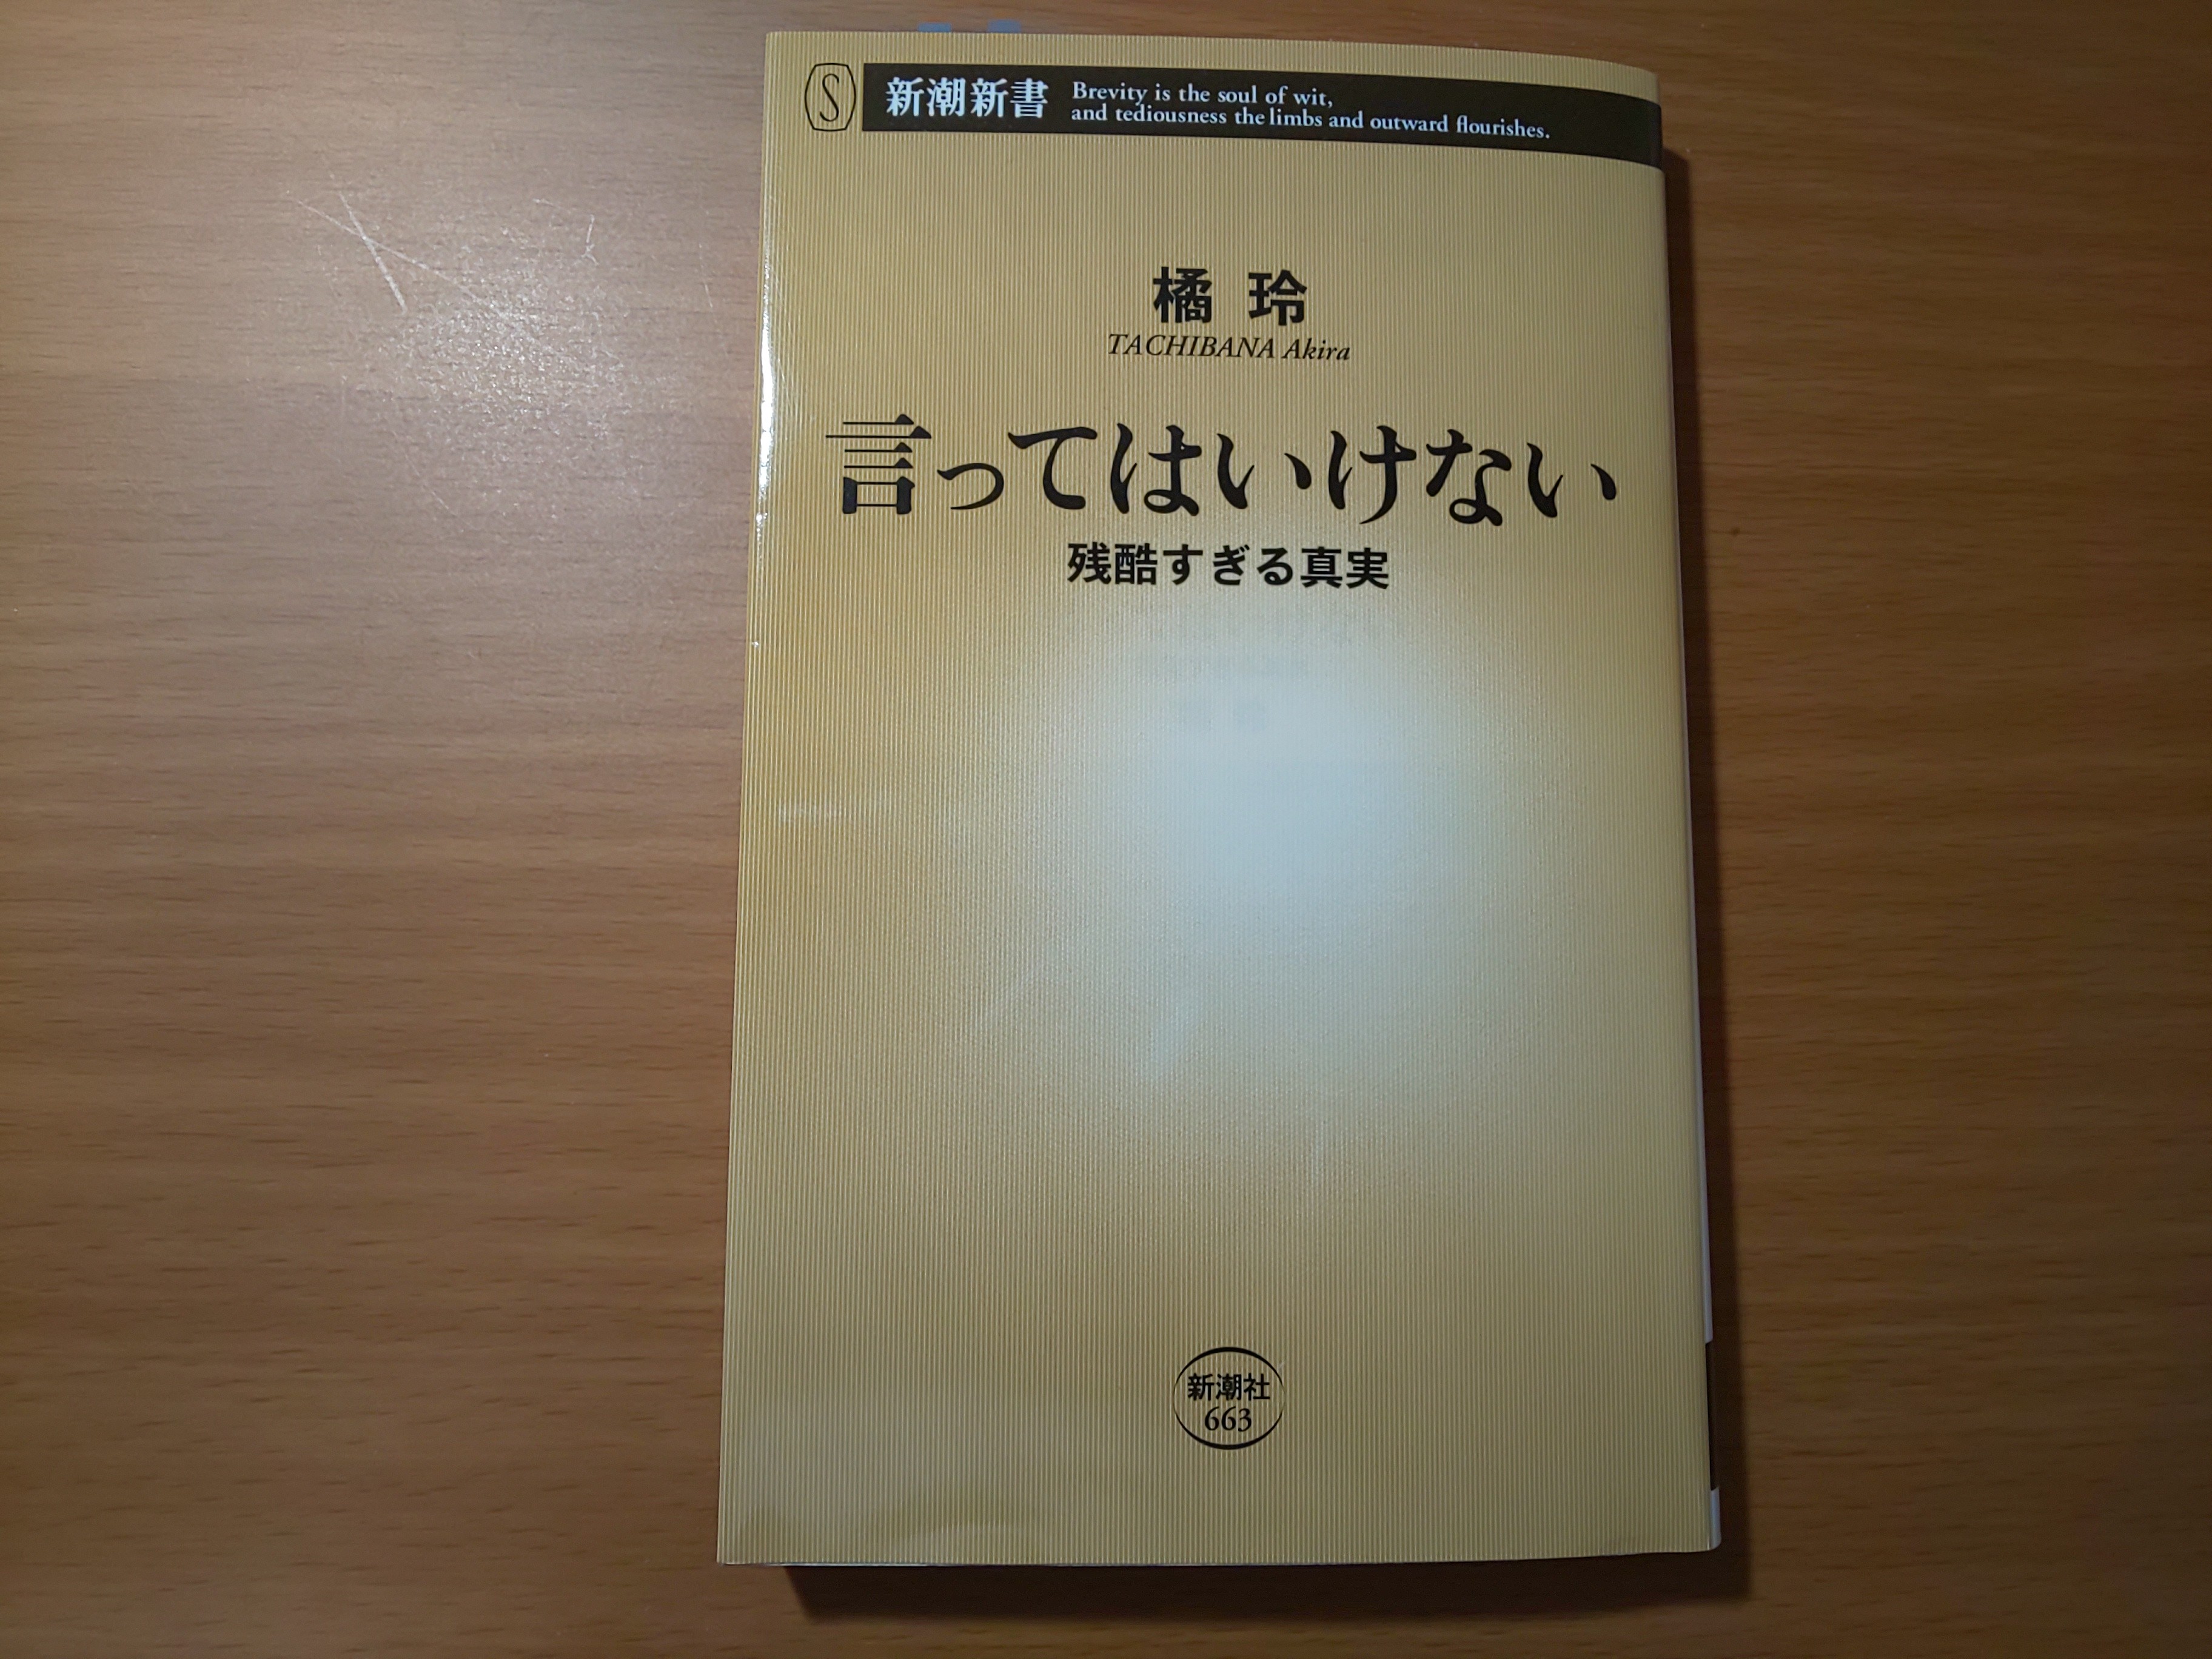 S
新潮新書
Brevity is the soul of wit,
and tediousness the limbs and outward flourishes.
橘 玲
TACHIBANA Akira
言ってはいけない
残酷すぎる真実
新潮社
663